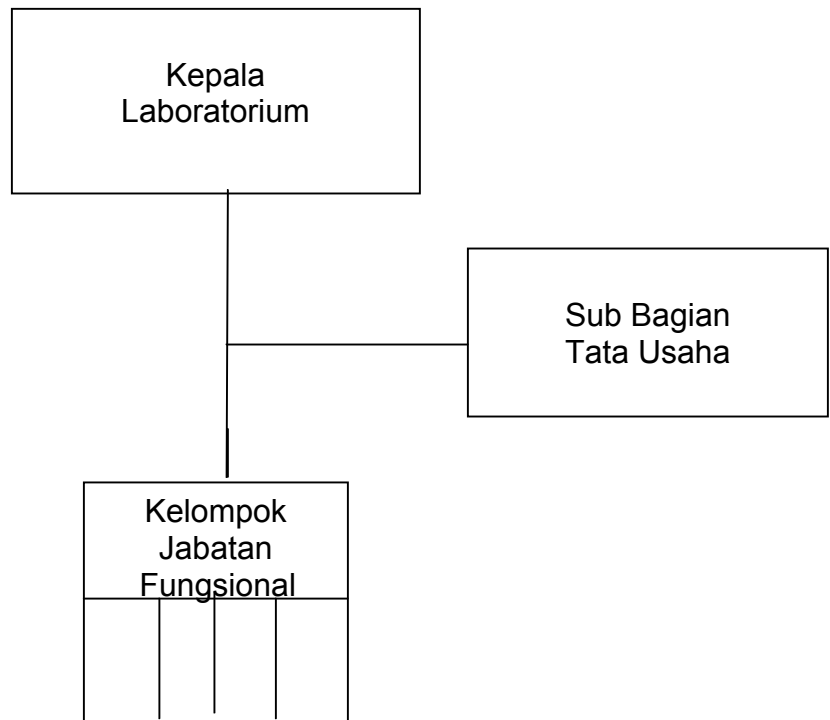 Kepala
Laboratorium
Sub Bagian
Tata Usaha
Kelompok
Jabatan
Fungsional